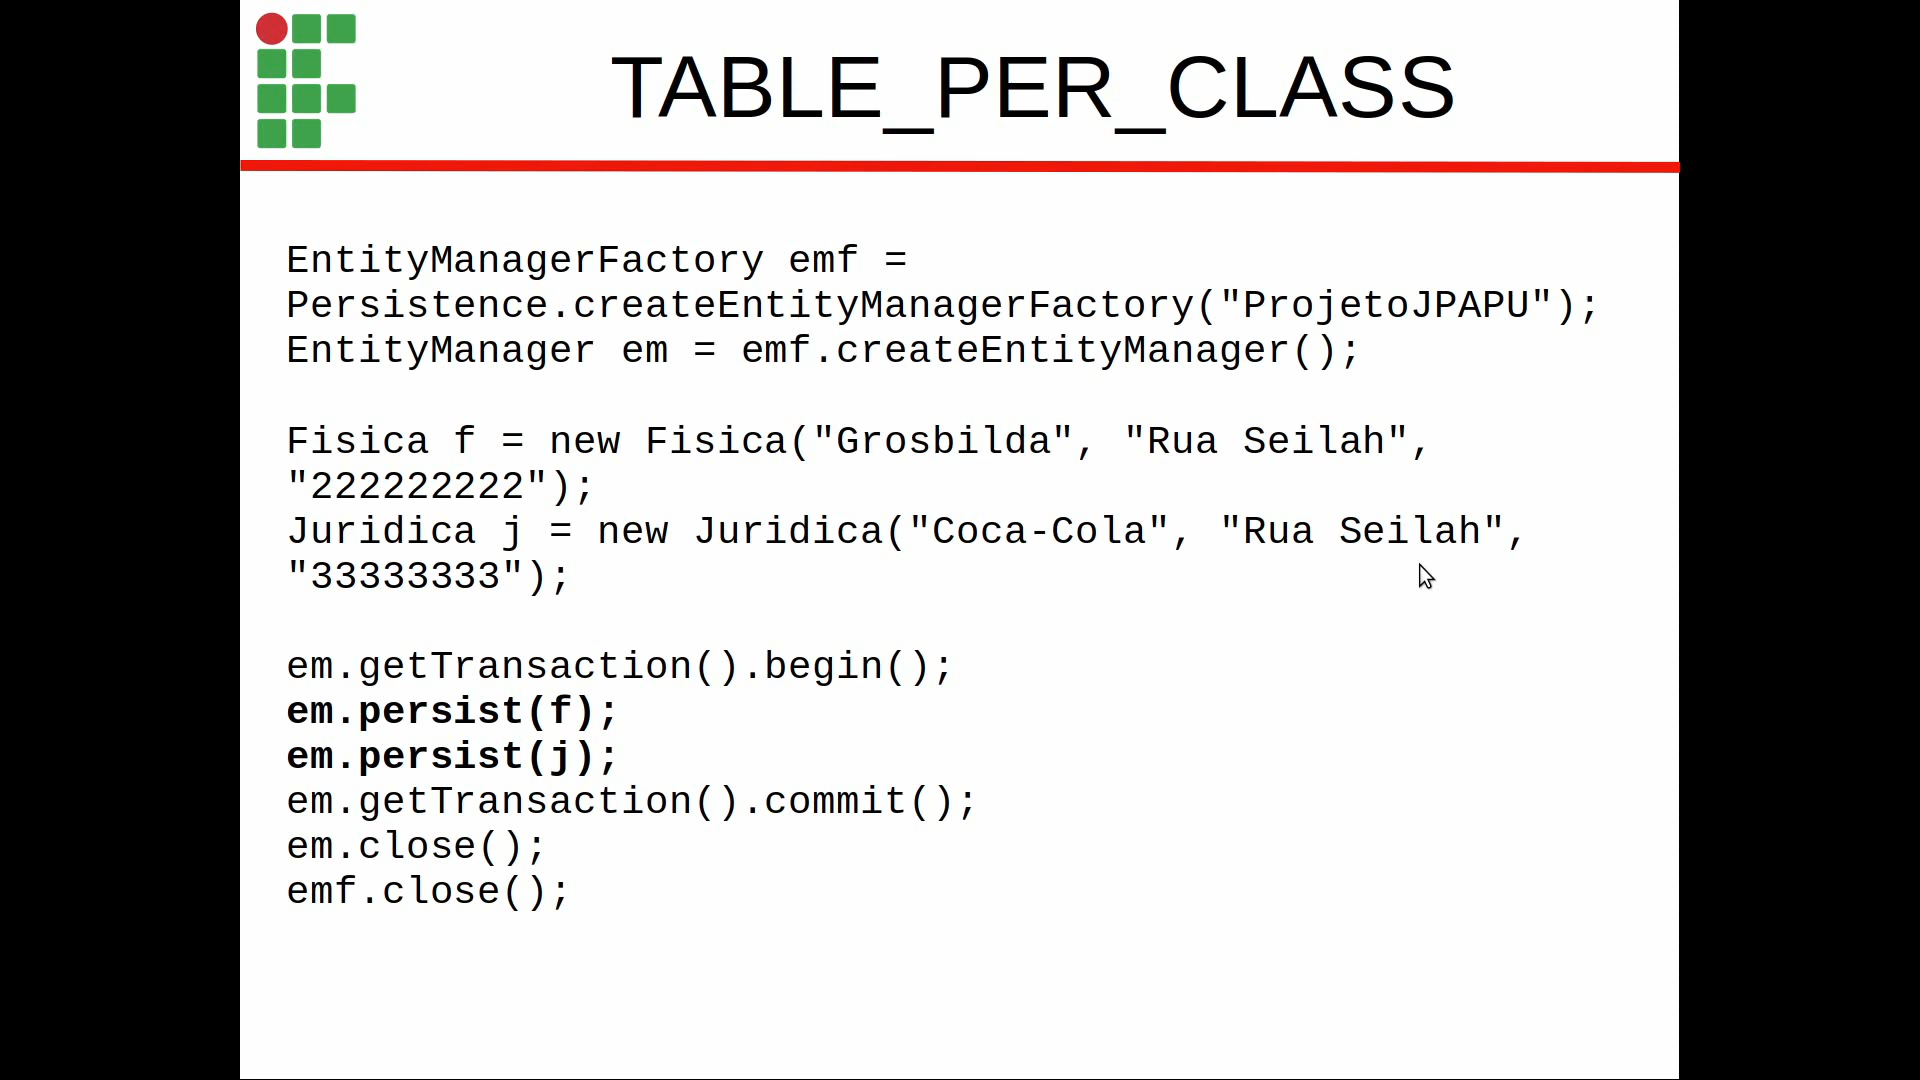 TABLE_PER_CLASS
EntityManagerFactory emf =
Persistence.createEntityManagerFactory("ProjetoJPAPU");
EntityManager em = emf.createEntityManager();
Fisica f = new Fisica("Grosbilda", "Rua Seilah",
"222222222");
Juridica j = new Juridica("Coca-Cola", "Rua Seilah",
"33333333");
em.getTransaction().begin();
em.persist(f);
em.persist(j);
em.getTransaction().commit();
em.close();
emf.close();